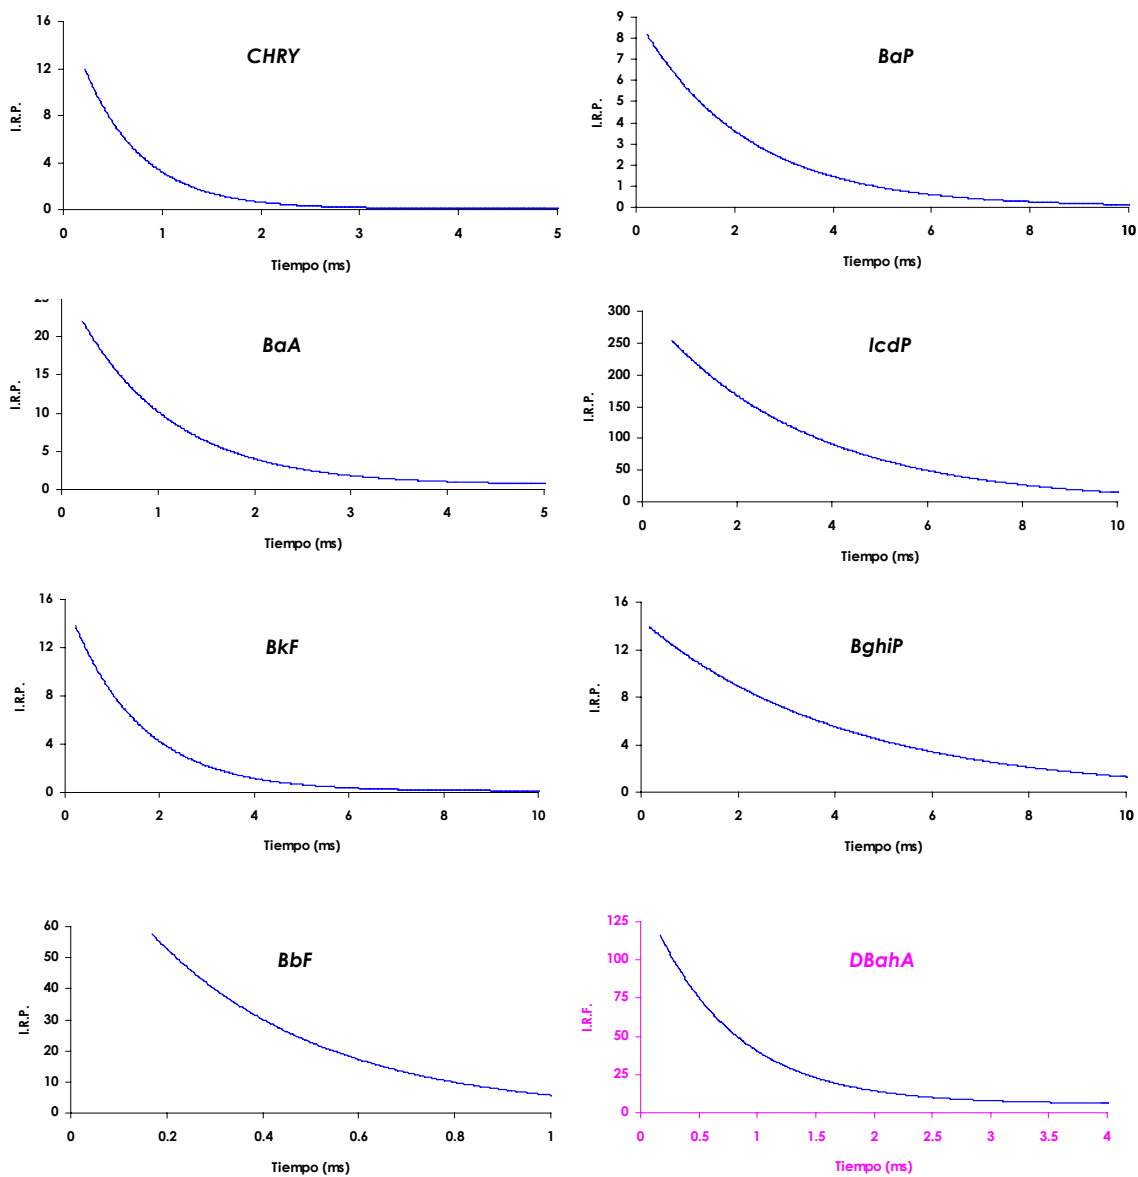 CHRY
I.R.P.
16
12
8
4
0
0 1 2 3 4 5
Tiempo (ms)
BaP
I.R.P.
9
8
7
6
5
4
3
2
1
0
0 2 4 6 8 10
Tiempo (ms)
BaA
I.R.P.
25
20
15
10
5
0
0 1 2 3 4 5
Tiempo (ms)
IcdP
I.R.P.
300
250
200
150
100
50
0
0 2 4 6 8 10
Tiempo (ms)
BkF
I.R.P.
16
12
8
4
0
0 2 4 6 8 10
Tiempo (ms)
BghiP
I.R.P.
16
12
8
4
0
0 2 4 6 8 10
Tiempo (ms)
BbF
I.R.P.
60
50
40
30
20
10
0
0 0.2 0.4 0.6 0.8 1
Tiempo (ms)
DBahA
I.R.F.
125
100
75
50
25
0
0 0.5 1 1.5 2 2.5 3 3.5 4
Tiempo (ms)